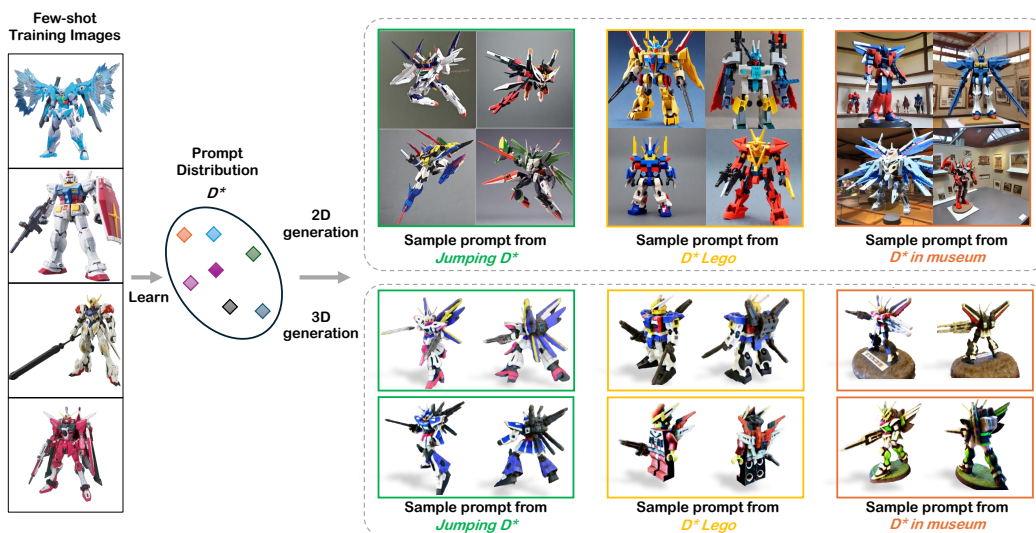 Few-shot
Training Images
Prompt
Distribution
D*
Learn
2D
generation
3D
generation
Sample prompt from
Jumping D*
Sample prompt from
D* Lego
Sample prompt from
D* in museum
Sample prompt from
Jumping D*
Sample prompt from
D* Lego
Sample prompt from
D* in museum